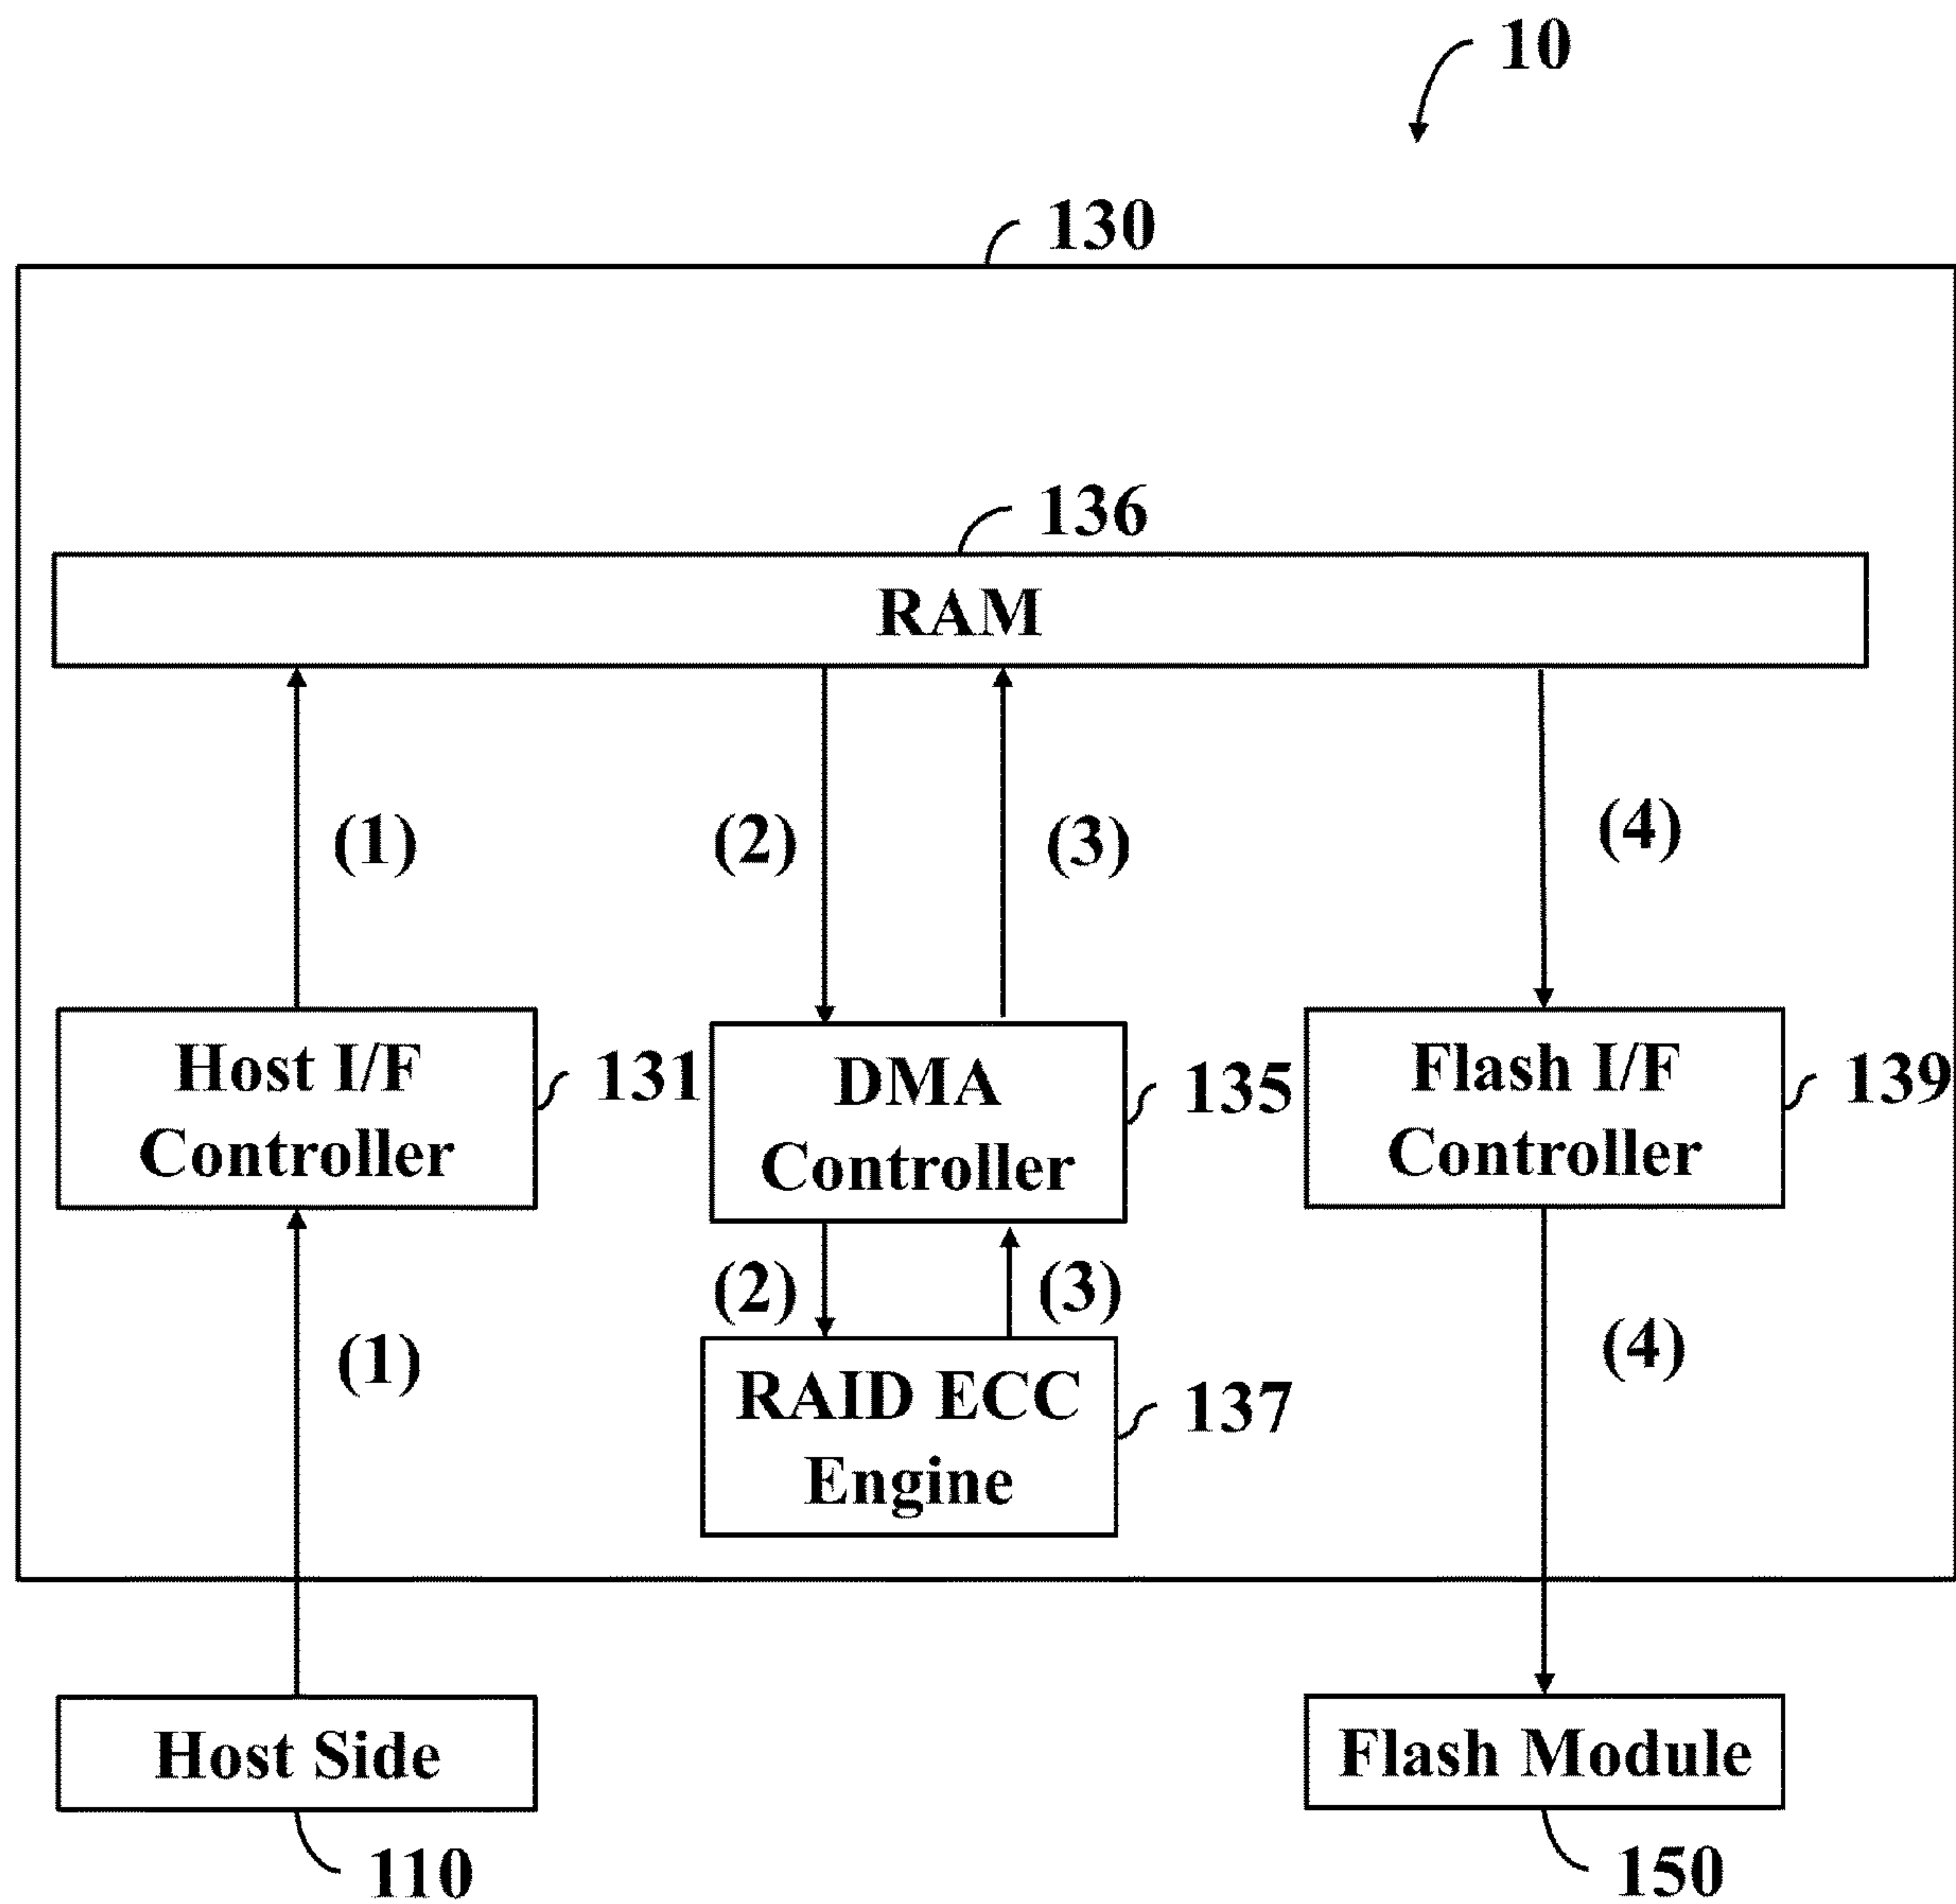 10
130
136
RAM
(1)
(2)
(3)
(4)
Host I/F
Controller
131
DMA
Controller
135
Flash I/F
Controller
139
(2)
(3)
(1)
(4)
RAID ECC
Engine
137
Host Side
Flash Module
110
150